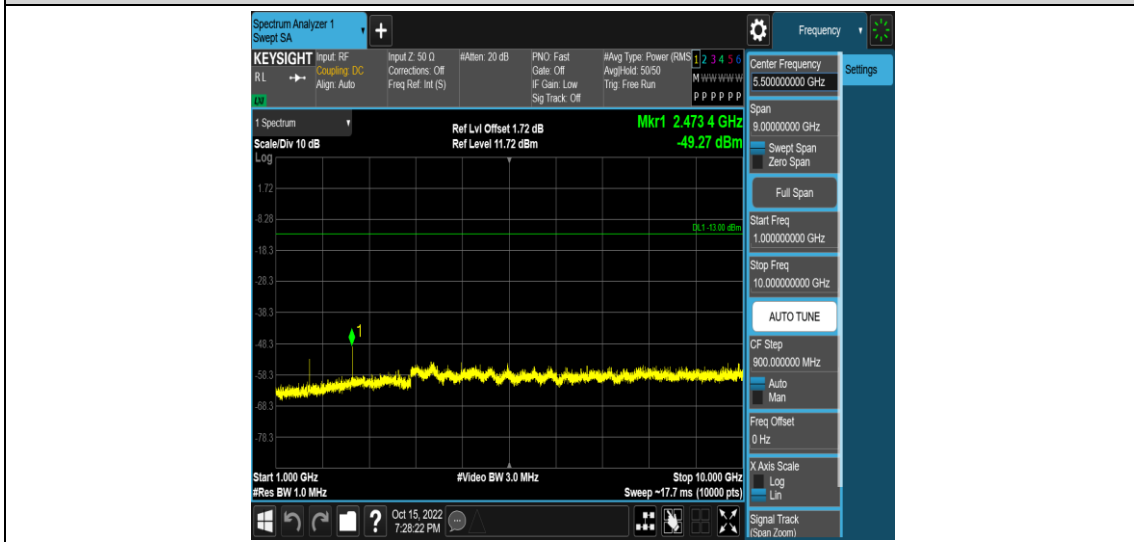 Spectrum Analyzer 1
Swept SA
+
Frequency
KEYSIGHT
RL
Input: RF
Coupling: DC
Align: Auto
Input Z: 50 Ω
Corrections: Off
Freq Ref: Int (S)
#Atten: 20 dB
PNO: Fast
Gate: Off
IF Gain: Low
Sig Track: Off
#Avg Type: Power (RMS
Avg|Hold: 50/50
Trig: Free Run
1 2 3 4 5 6
M W W W W W
P P P P P P
1 Spectrum
Scale/Div 10 dB
Log
Ref Lvl Offset 1.72 dB
Ref Level 11.72 dBm
Mkr1 2.473 4 GHz
-49.27 dBm
1.72
-8.28
DL1 -13.00 dBm
-18.3
-28.3
-38.3
1
-48.3
-58.3
-68.3
-78.3
Start 1.000 GHz
#Res BW 1.0 MHz
#Video BW 3.0 MHz
Stop 10.000 GHz
Sweep ~17.7 ms (10000 pts)
?
Oct 15, 2022
7:28:22 PM
Center Frequency
5.500000000 GHz
Settings
Span
9.00000000 GHz
Swept Span
Zero Span
Full Span
Start Freq
1.000000000 GHz
Stop Freq
10.000000000 GHz
AUTO TUNE
CF Step
900.000000 MHz
Auto
Man
Freq Offset
0 Hz
X Axis Scale
Log
Lin
Signal Track
(Span Zoom)